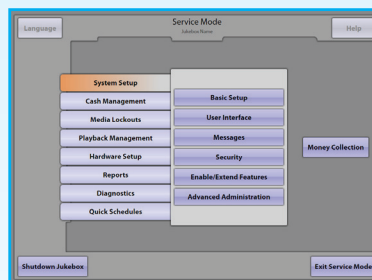 Service Mode
Jukebox Name
Language
Help
System Setup
Cash Management
Media Lockouts
Playback Management
Hardware Setup
Reports
Diagnostics
Quick Schedules
Basic Setup
User Interface
Messages
Security
Enable/Extend Features
Advanced Administration
Money Collection
Shutdown Jukebox
Exit Service Mode